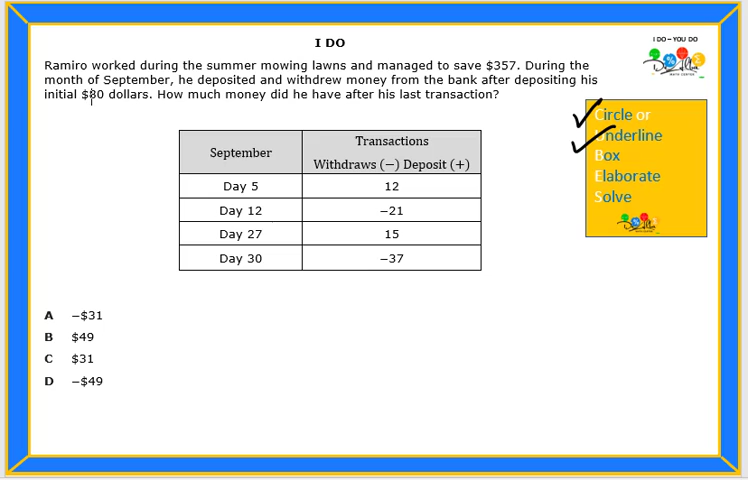 I DO
I DO – YOU DO
Ramiro worked during the summer mowing lawns and managed to save $357. During the
month of September, he deposited and withdrew money from the bank after depositing his
initial $80 dollars. How much money did he have after his last transaction?
MATH CENTER
Circle or
Underline
Box
Elaborate
Solve
September Transactions
Withdraws (−) Deposit (+)
Day 5 12
Day 12 −21
Day 27 15
Day 30 −37
A −$31
B $49
C $31
D −$49